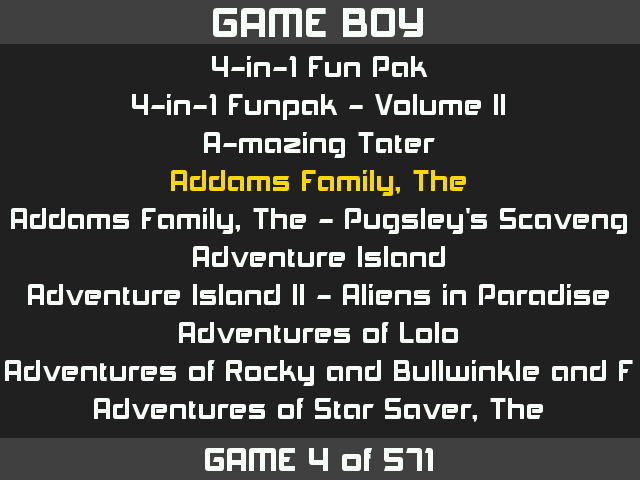 GAME BOY
4-in-1 Fun Pak
4-in-1 Funpak - Volume II
A-mazing Tater
Addams Family, The
Addams Family, The - Pugsley's Scaveng
Adventure Island
Adventure Island II - Aliens in Paradise
Adventures of Lolo
Adventures of Rocky and Bullwinkle and F
Adventures of Star Saver, The
GAME 4 of 571